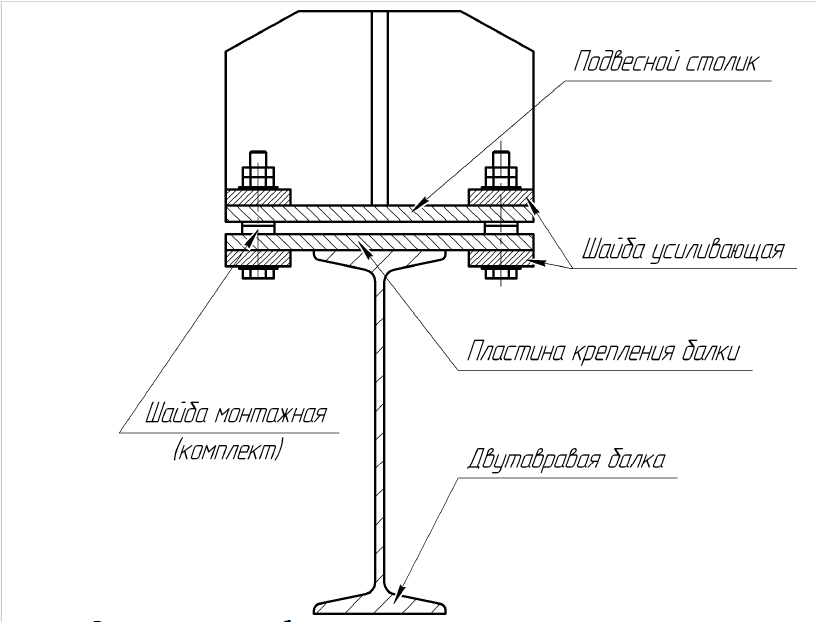 Подвесной столик
Шайба усиливающая
Пластина крепления балки
Шайба монтажная
(комплект)
Двутавравая балка